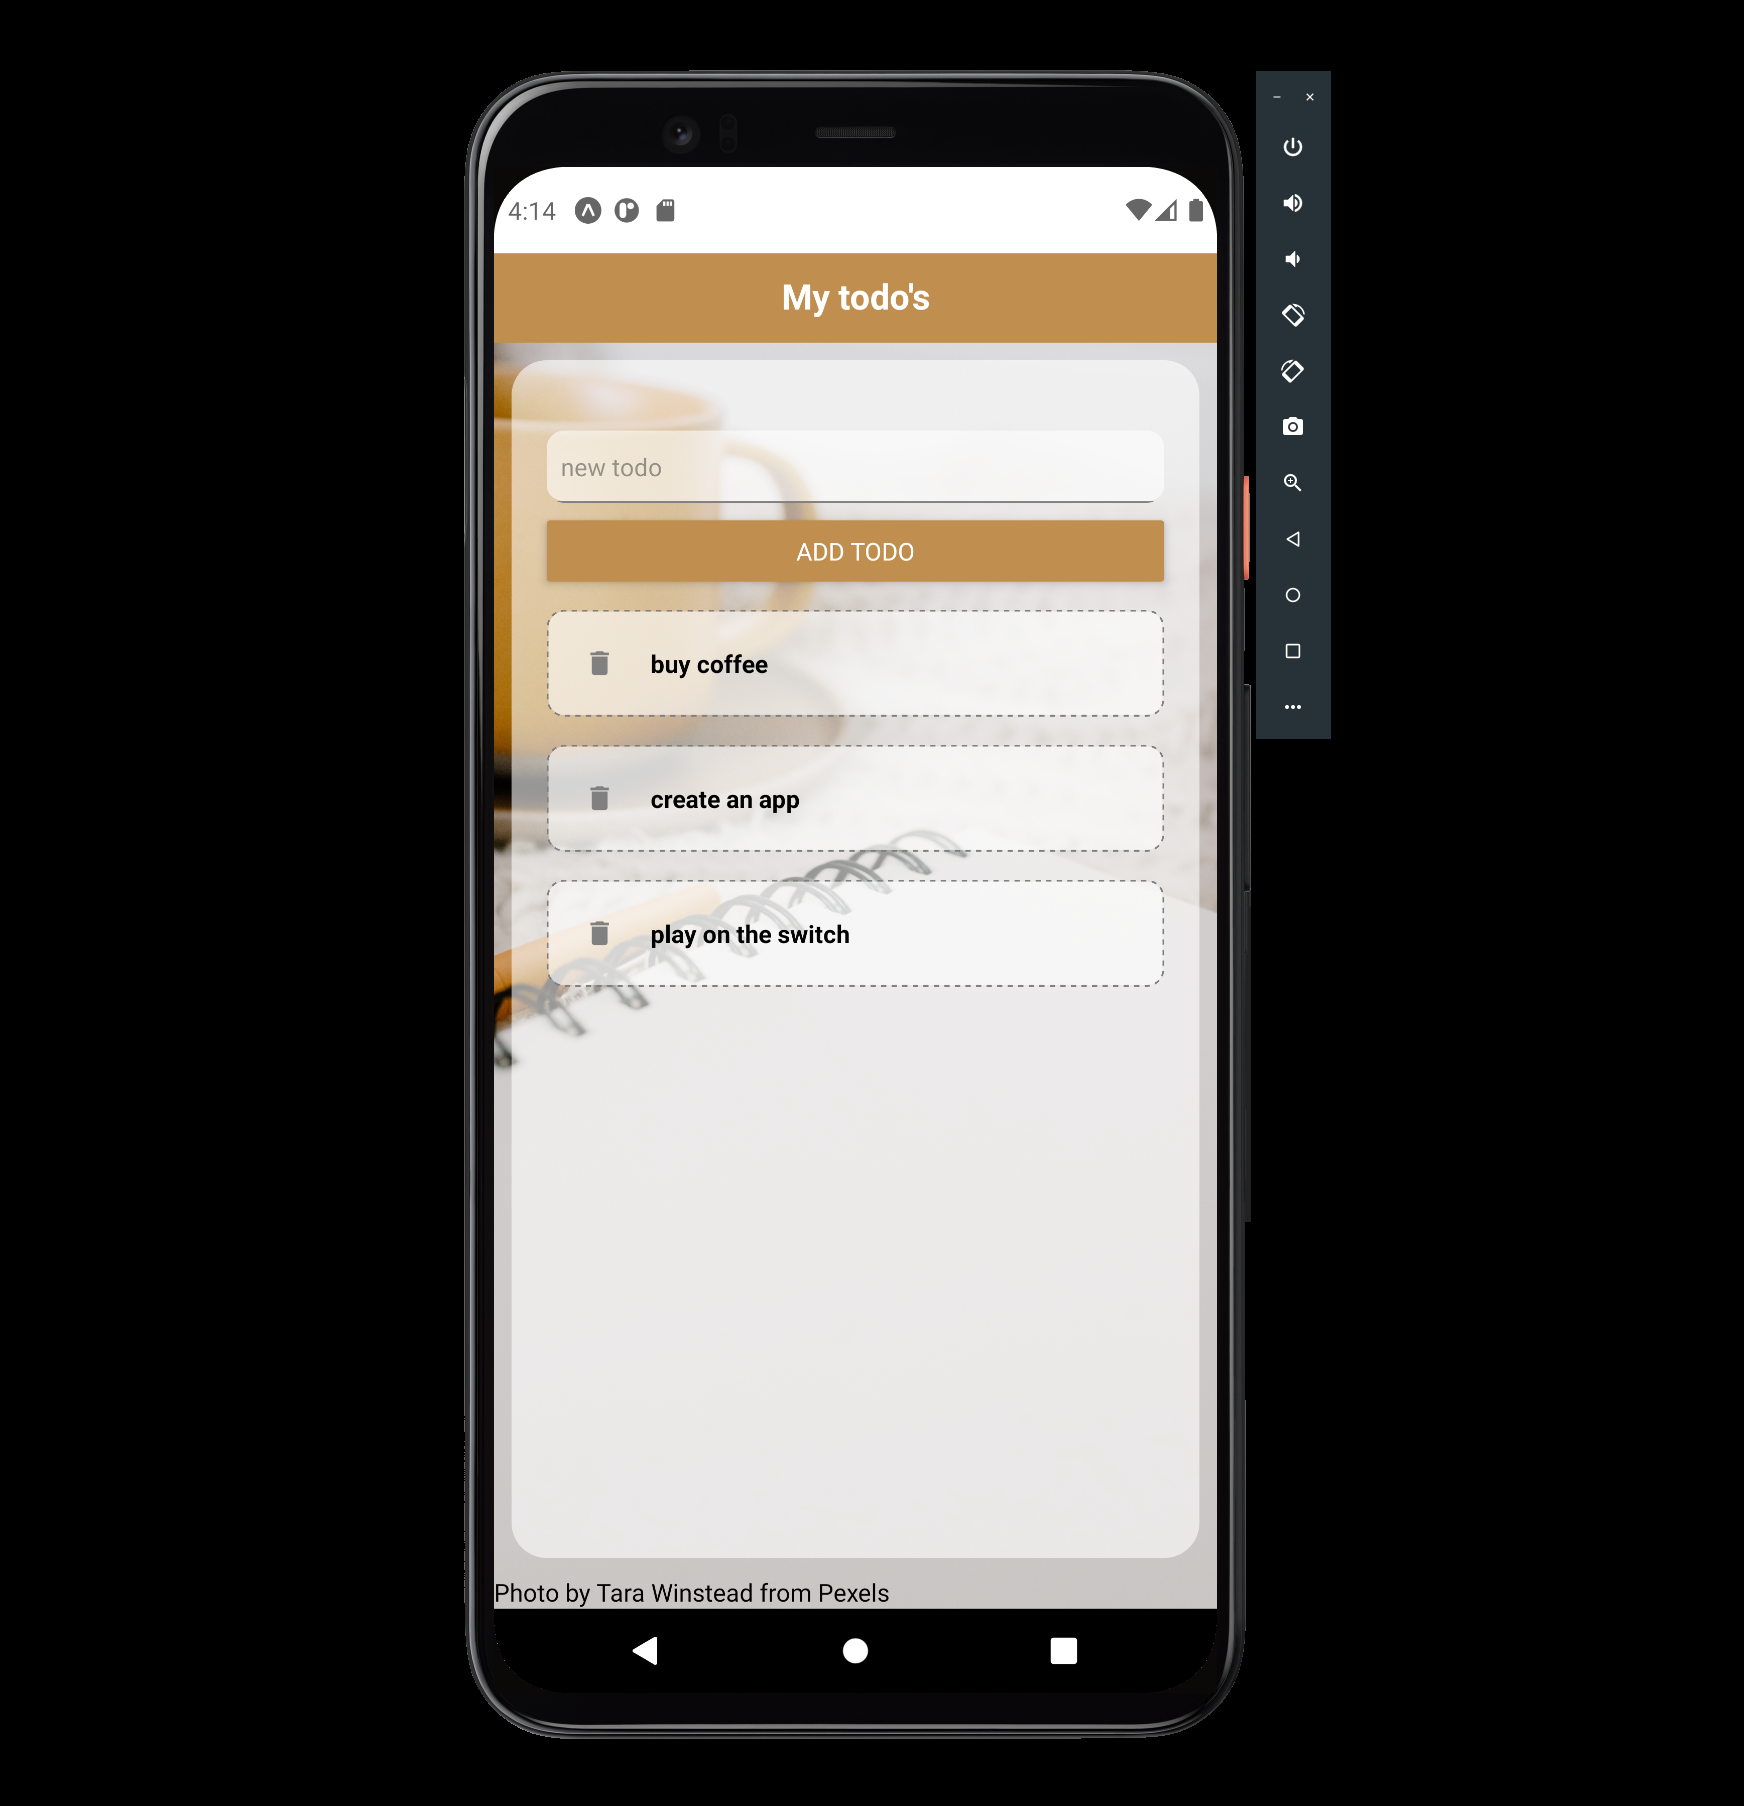 4:14
My todo's
new todo
ADD TODO
buy coffee
create an app
play on the switch
Photo by Tara Winstead from Pexels